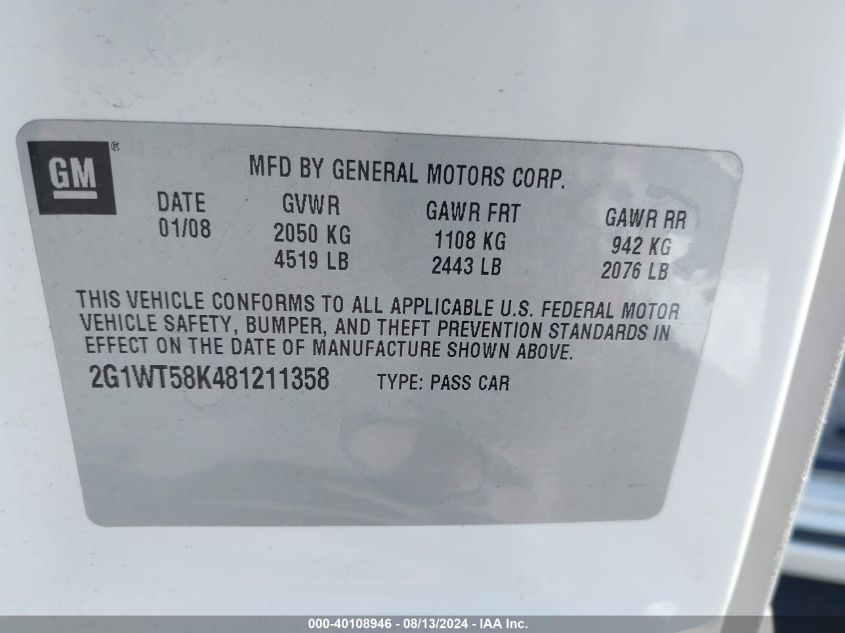 GM ®
MFD BY GENERAL MOTORS CORP.
DATE GVWR GAWR FRT GAWR RR
01/08 2050 KG 1108 KG 942 KG
4519 LB 2443 LB 2076 LB
THIS VEHICLE CONFORMS TO ALL APPLICABLE U.S. FEDERAL MOTOR
VEHICLE SAFETY, BUMPER, AND THEFT PREVENTION STANDARDS IN
EFFECT ON THE DATE OF MANUFACTURE SHOWN ABOVE.
2G1WT58K481211358 TYPE: PASS CAR
000-40108946 - 08/13/2024 - IAA Inc.